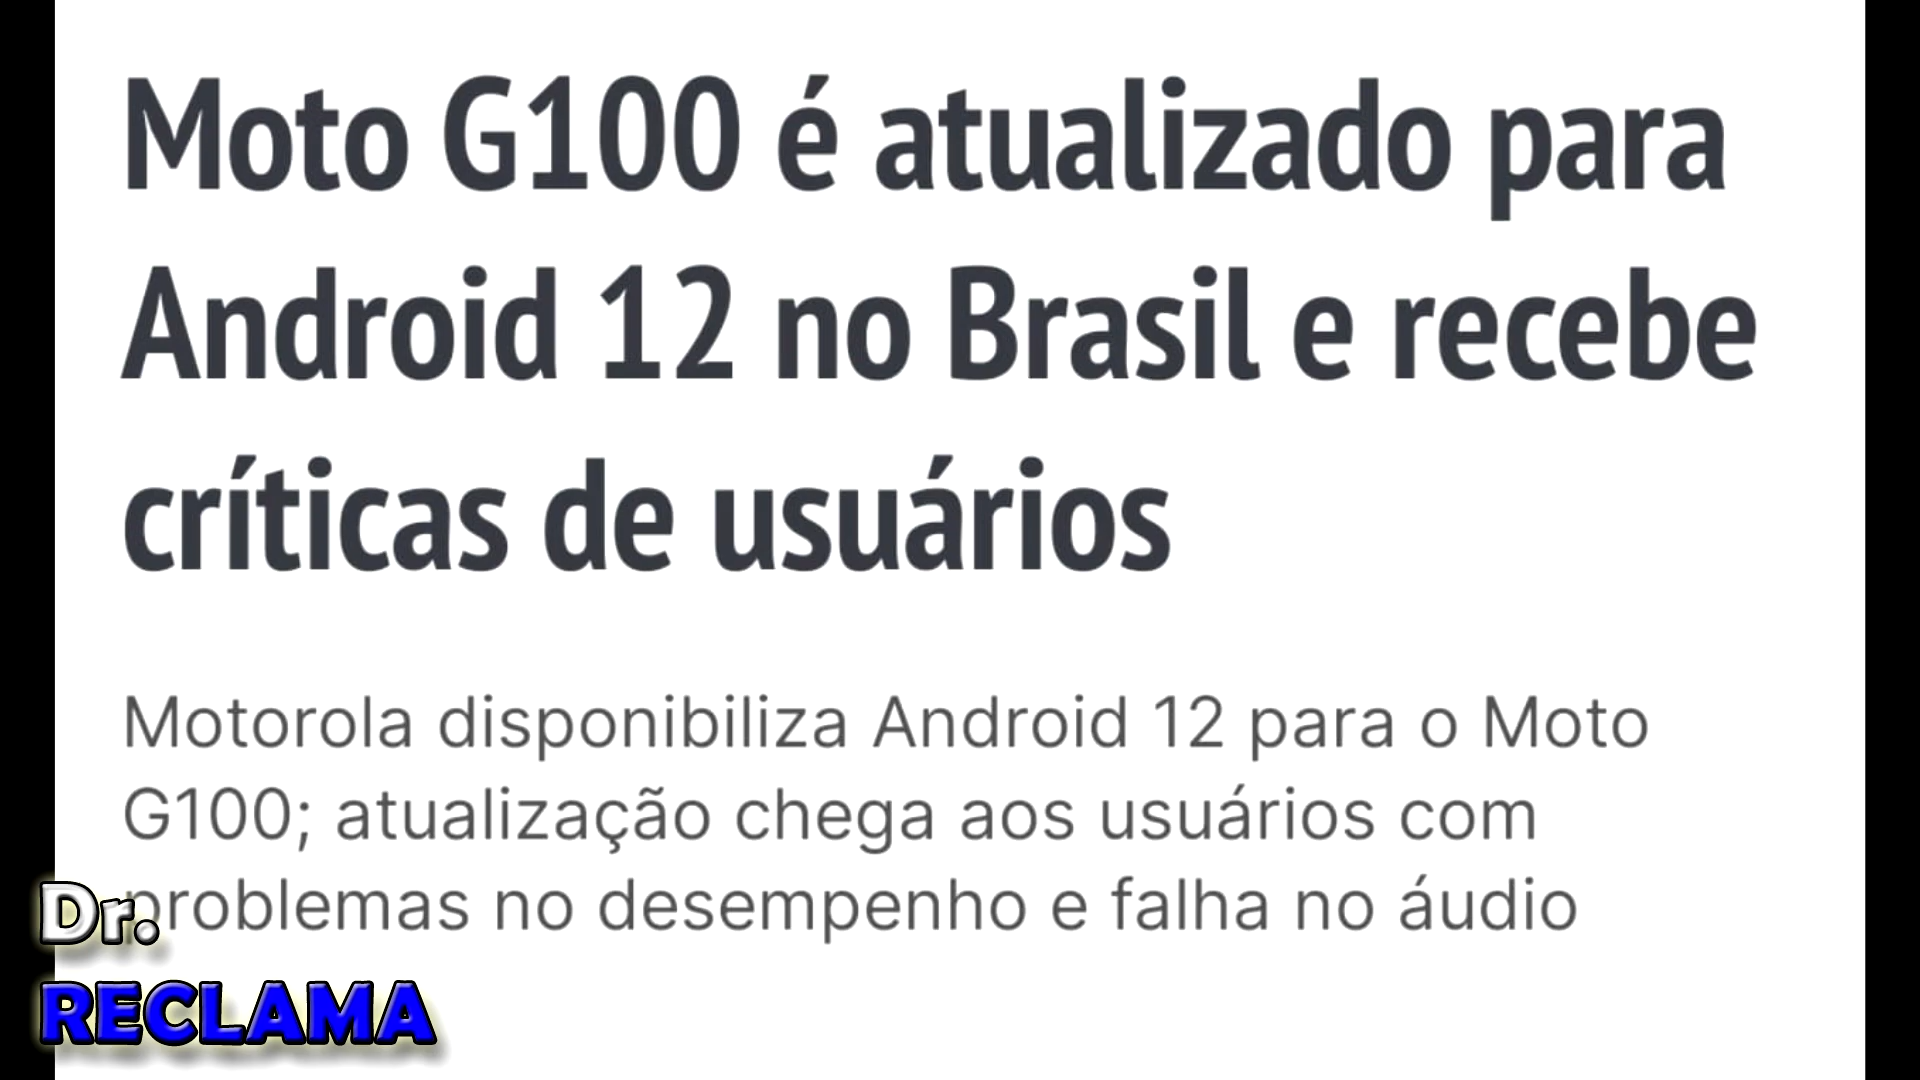 Moto G100 é atualizado para
Android 12 no Brasil e recebe
críticas de usuários
Motorola disponibiliza Android 12 para o Moto
G100; atualização chega aos usuários com
problemas no desempenho e falha no áudio
Dr.
RECLAMA